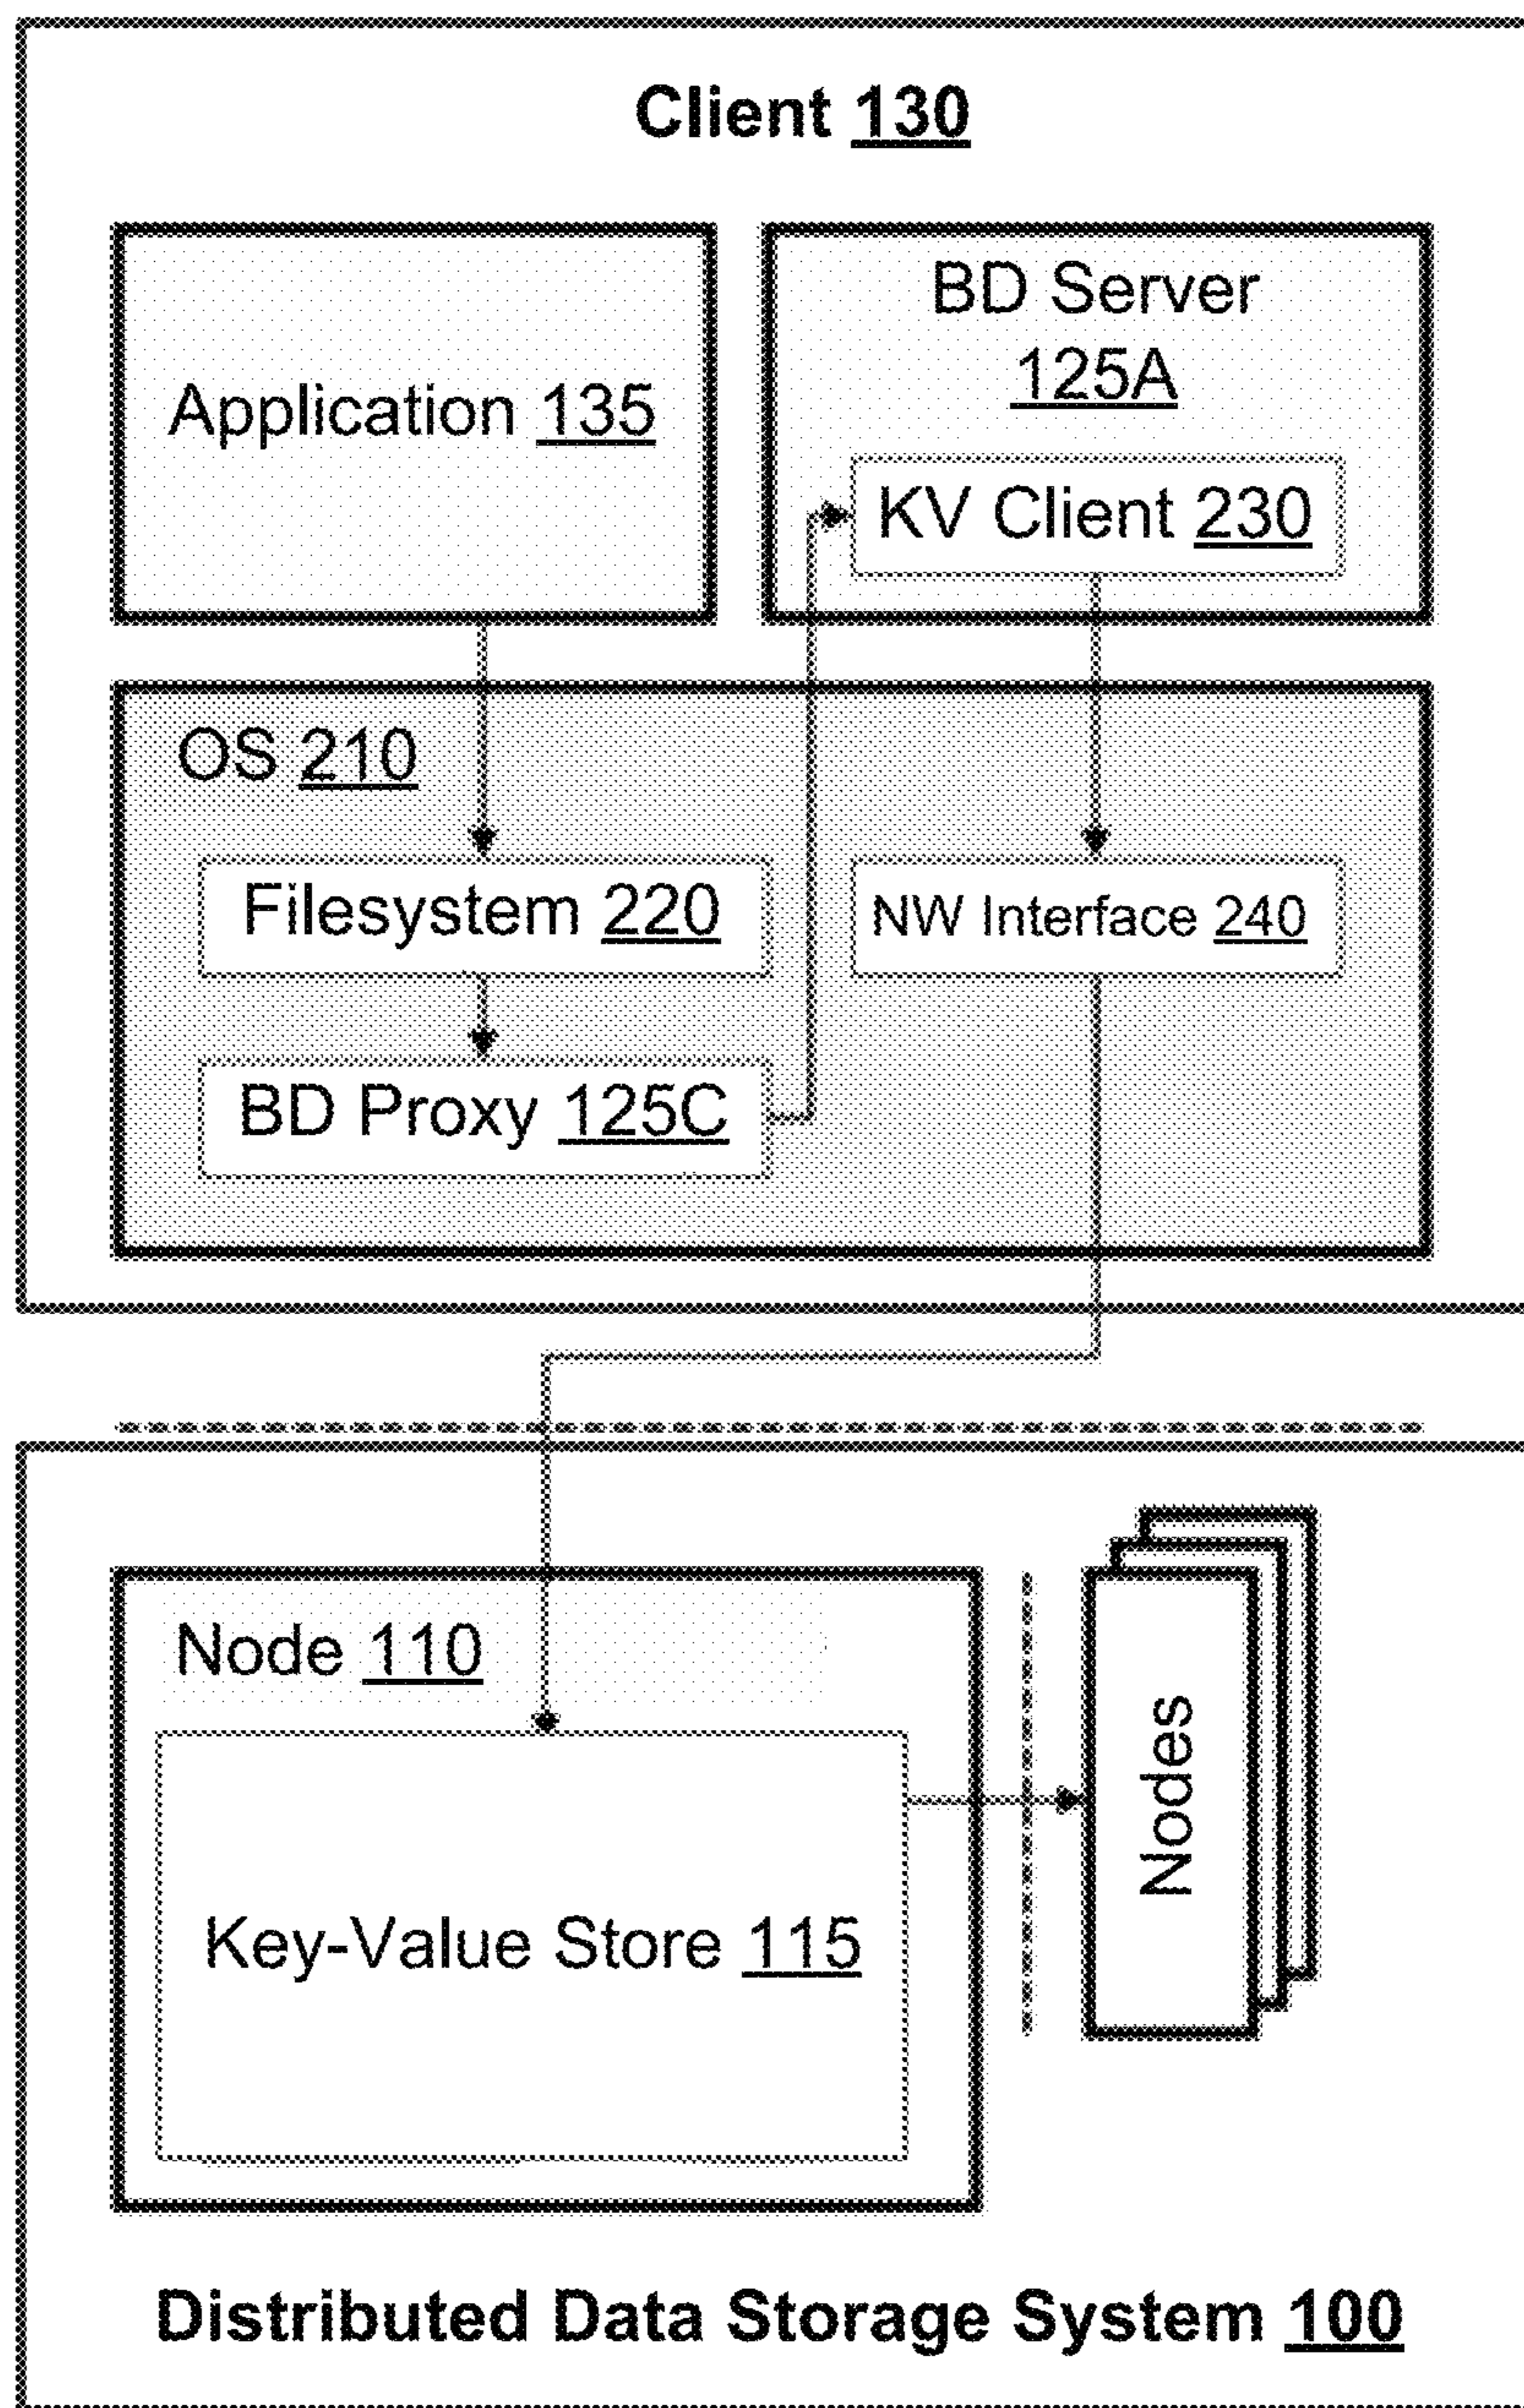 Client 130
Application 135
BD Server
125A
KV Client 230
OS 210
Filesystem 220
NW Interface 240
BD Proxy 125C
Node 110
Key-Value Store 115
Nodes
Distributed Data Storage System 100